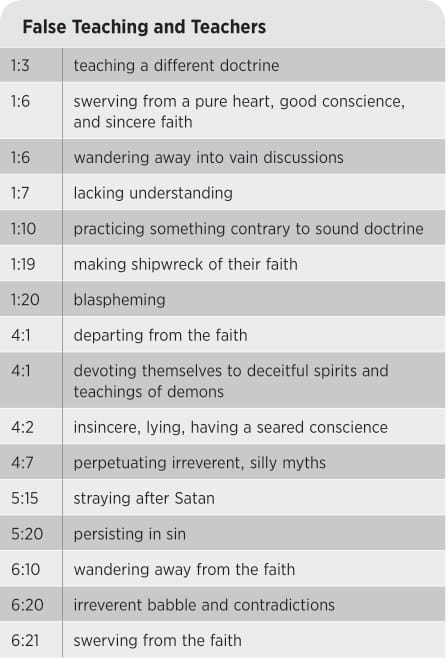 False Teaching and Teachers
1:3 teaching a different doctrine
1:6 swerving from a pure heart, good conscience,
and sincere faith
1:6 wandering away into vain discussions
1:7 lacking understanding
1:10 practicing something contrary to sound doctrine
1:19 making shipwreck of their faith
1:20 blaspheming
4:1 departing from the faith
4:1 devoting themselves to deceitful spirits and
teachings of demons
4:2 insincere, lying, having a seared conscience
4:7 perpetuating irreverent, silly myths
5:15 straying after Satan
5:20 persisting in sin
6:10 wandering away from the faith
6:20 irreverent babble and contradictions
6:21 swerving from the faith